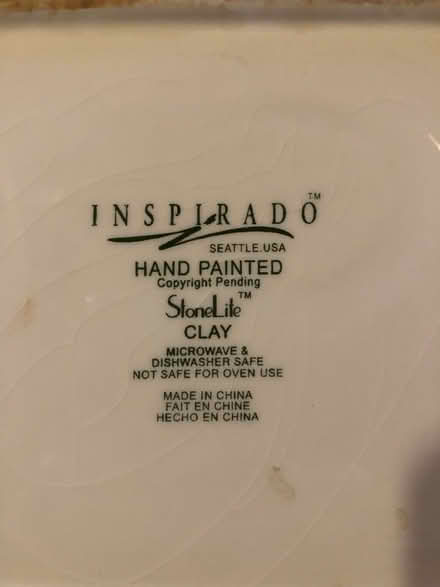 INSPIRADO™
SEATTLE.USA
HAND PAINTED
Copyright Pending
StoneLite™
CLAY
MICROWAVE &
DISHWASHER SAFE
NOT SAFE FOR OVEN USE
MADE IN CHINA
FAIT EN CHINE
HECHO EN CHINA